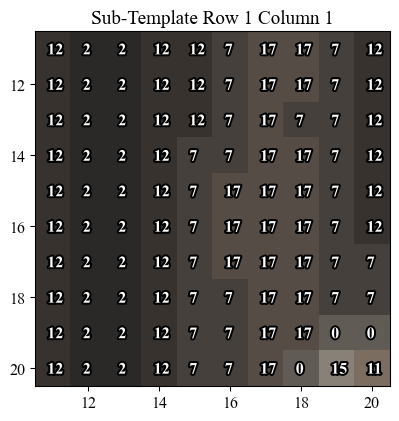 Sub-Template Row 1 Column 1
12 2 2 12 12 7 17 17 7 12
12 12 2 2 12 12 7 17 17 7 12
12 2 2 12 12 7 17 7 7 12
14 12 2 2 12 7 7 17 17 7 12
12 2 2 12 7 17 17 17 7 12
16 12 2 2 12 7 17 17 17 7 12
12 2 2 12 7 17 17 17 7 7
18 12 2 2 12 7 7 17 17 7 7
12 2 2 12 7 7 17 17 0 0
20 12 2 2 12 7 7 17 0 15 11
12 14 16 18 20